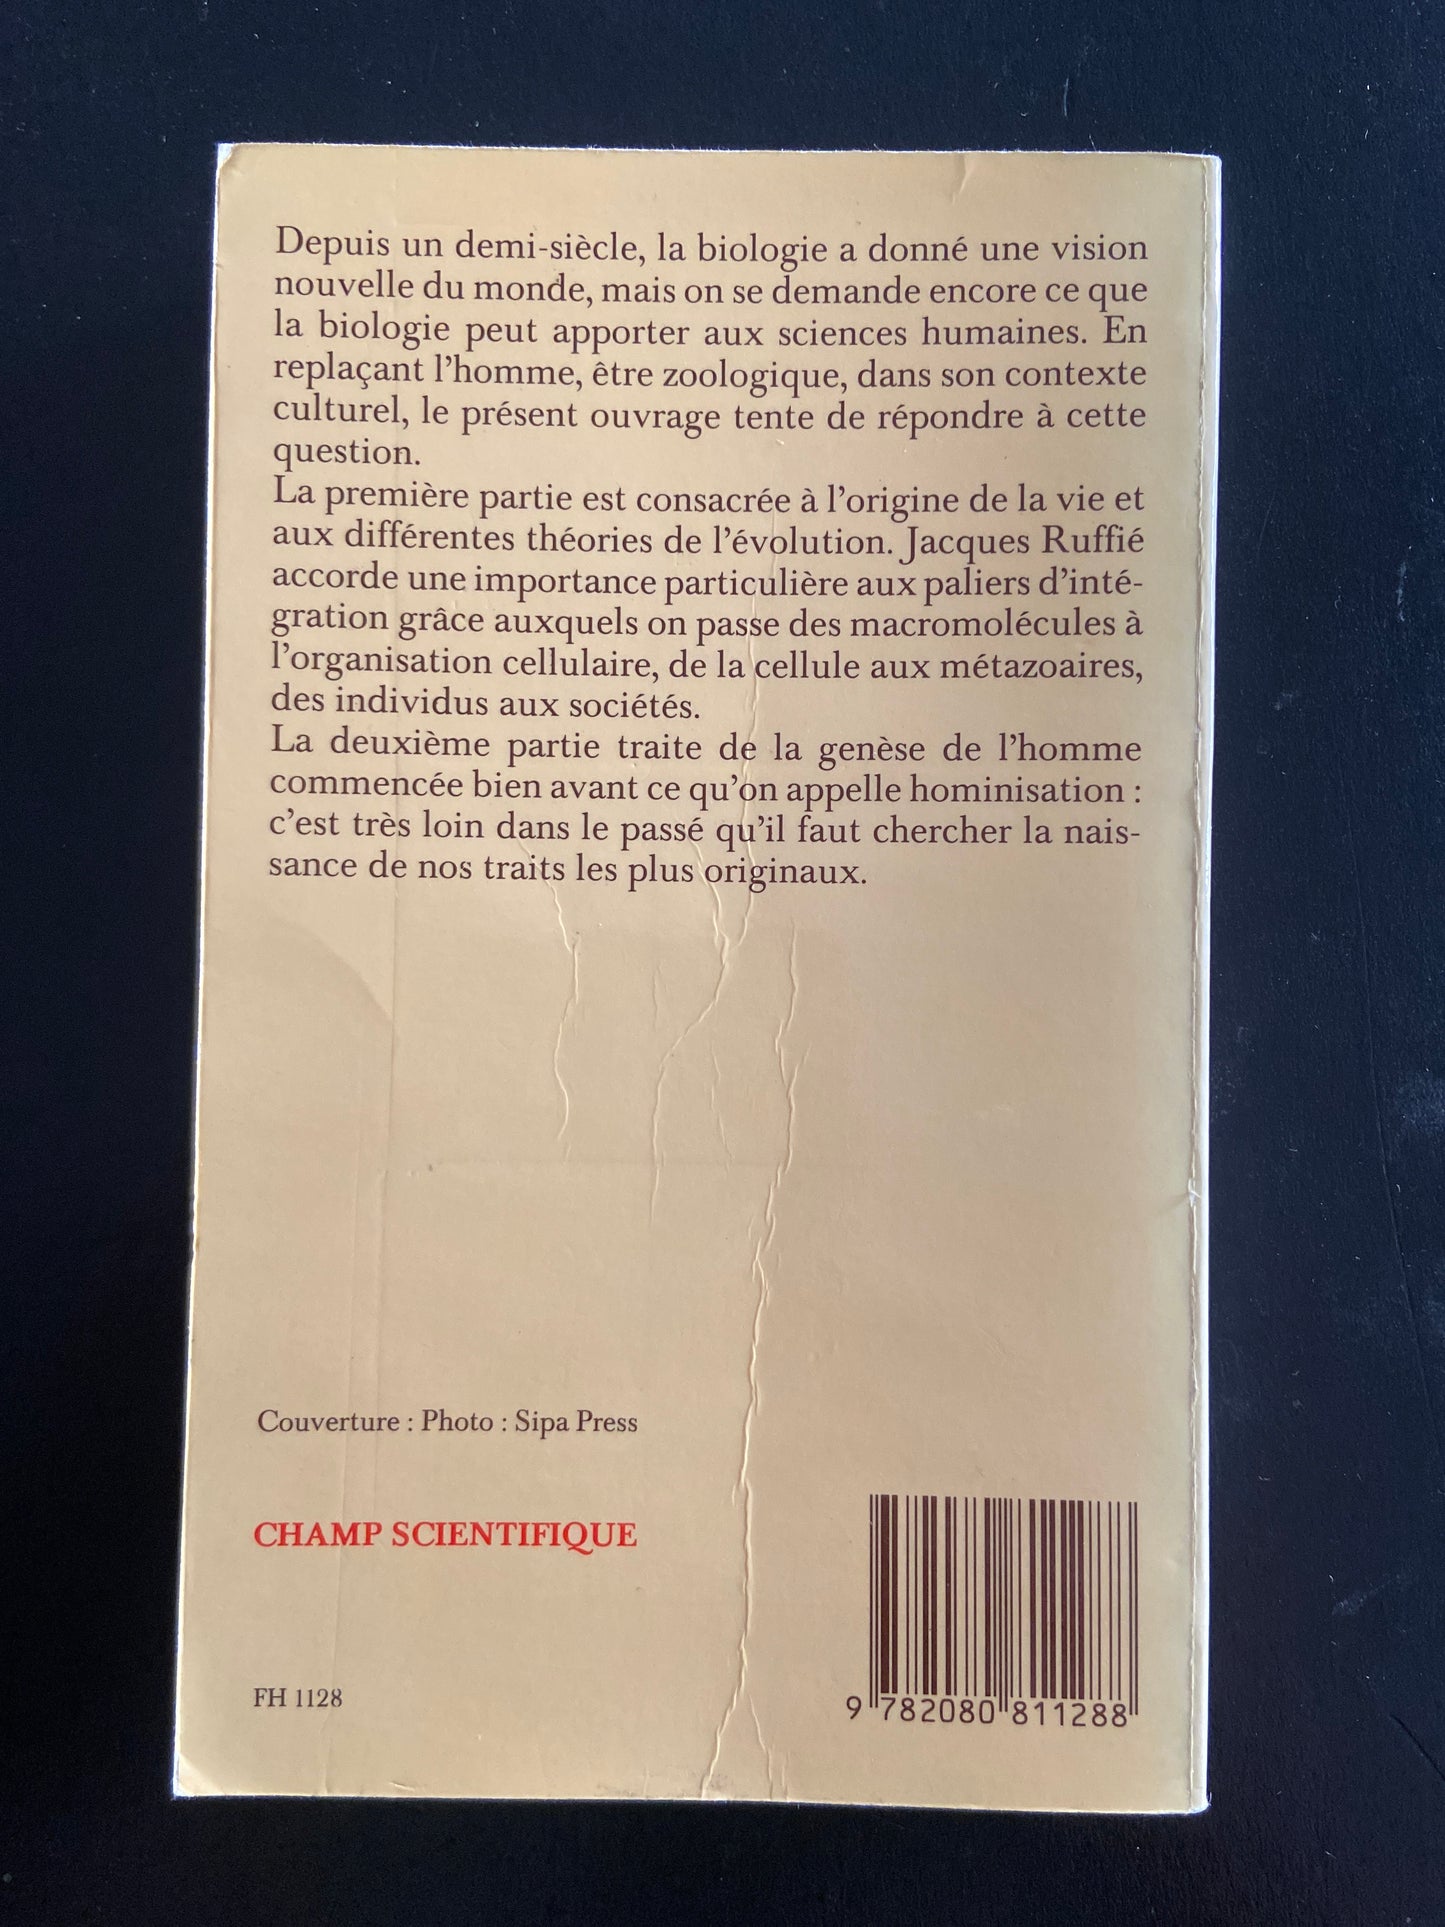 Depuis un demi-siècle, la biologie a donné une vision
nouvelle du monde, mais on se demande encore ce que
la biologie peut apporter aux sciences humaines. En
replaçant l'homme, être zoologique, dans son contexte
culturel, le présent ouvrage tente de répondre à cette
question.
La première partie est consacrée à l'origine de la vie et
aux différentes théories de l'évolution. Jacques Ruffié
accorde une importance particulière aux paliers d'inté-
gration grâce auxquels on passe des macromolécules à
l'organisation cellulaire, de la cellule aux métazoaires,
des individus aux sociétés.
La deuxième partie traite de la genèse de l'homme
commencée bien avant ce qu'on appelle hominisation :
c'est très loin dans le passé qu'il faut chercher la nais-
sance de nos traits les plus originaux.
Couverture : Photo : Sipa Press
CHAMP SCIENTIFIQUE
FH 1128
9 782080 811288